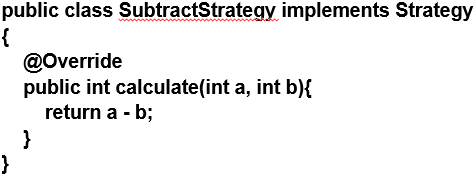 public class SubtractStrategy implements Strategy
{
@Override
public int calculate(int a, int b){
return a - b;
}
}